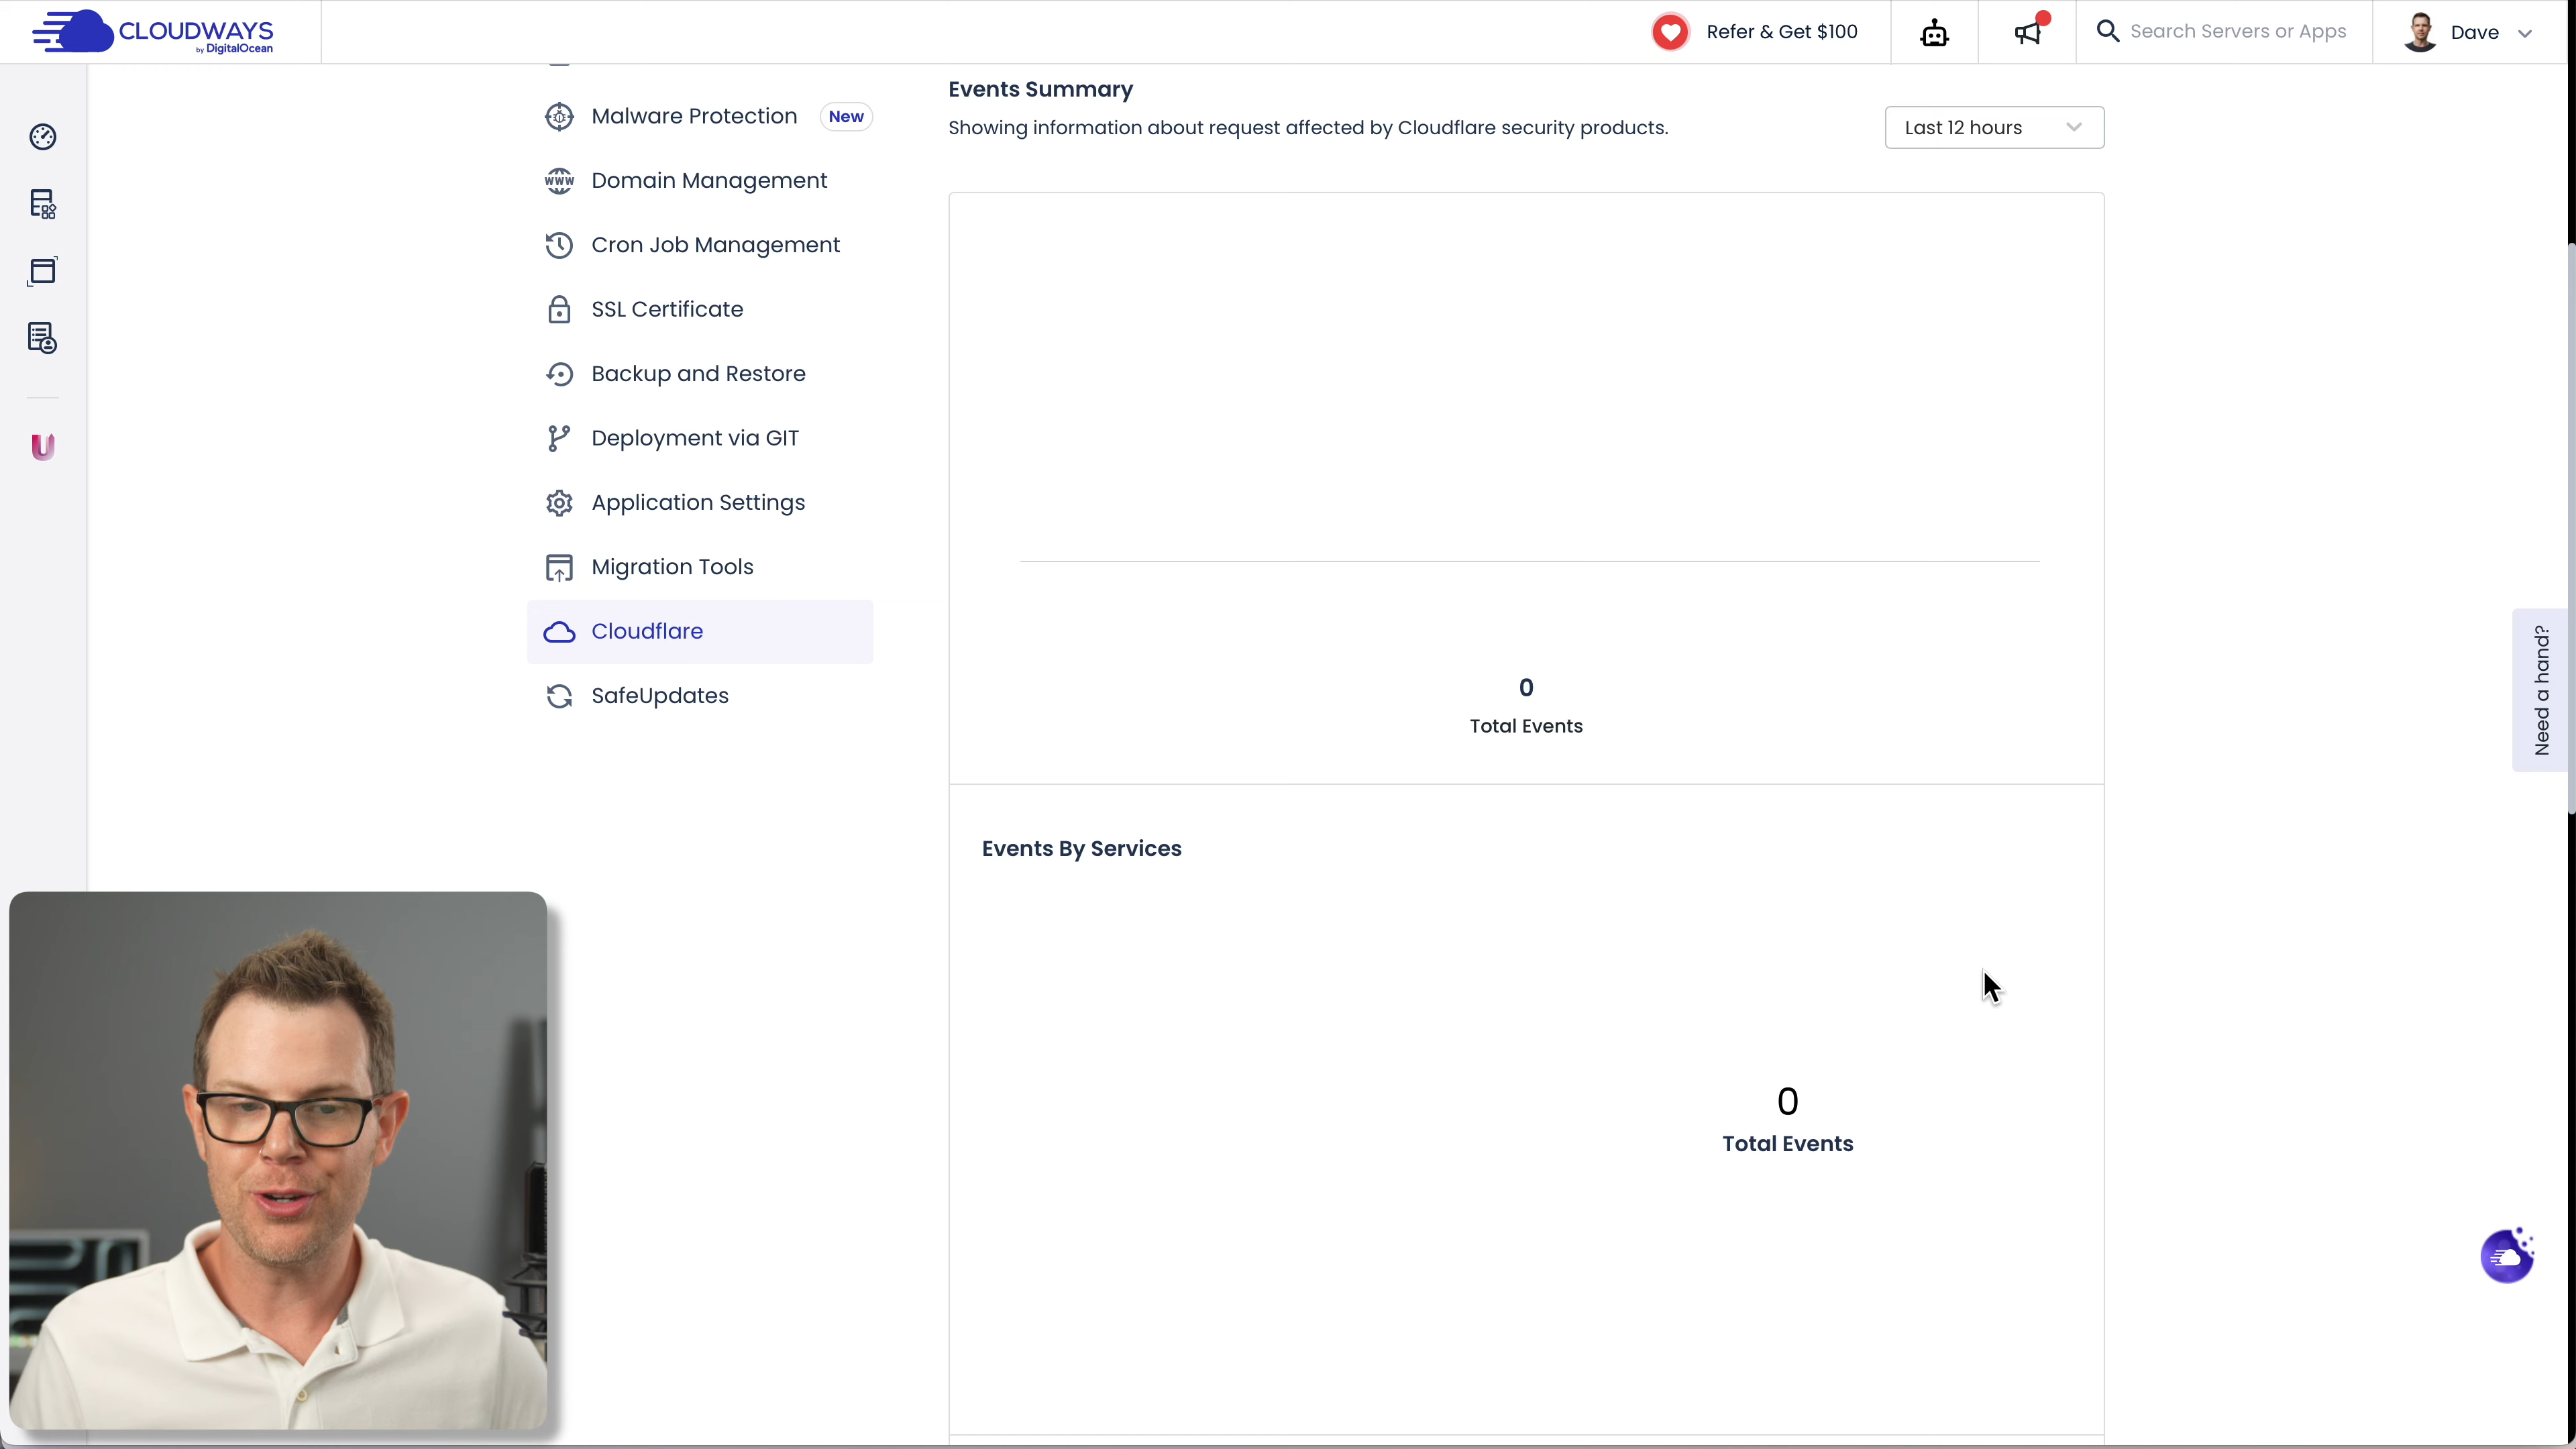 CLOUDWAYS
by DigitalOcean
Refer & Get $100
Search Servers or Apps
Dave
Malware Protection
New
Domain Management
Cron Job Management
SSL Certificate
Backup and Restore
Deployment via GIT
Application Settings
Migration Tools
Cloudflare
SafeUpdates
Events Summary
Showing information about request affected by Cloudflare security products.
Last 12 hours
0
Total Events
Events By Services
0
Total Events
Need a hand?